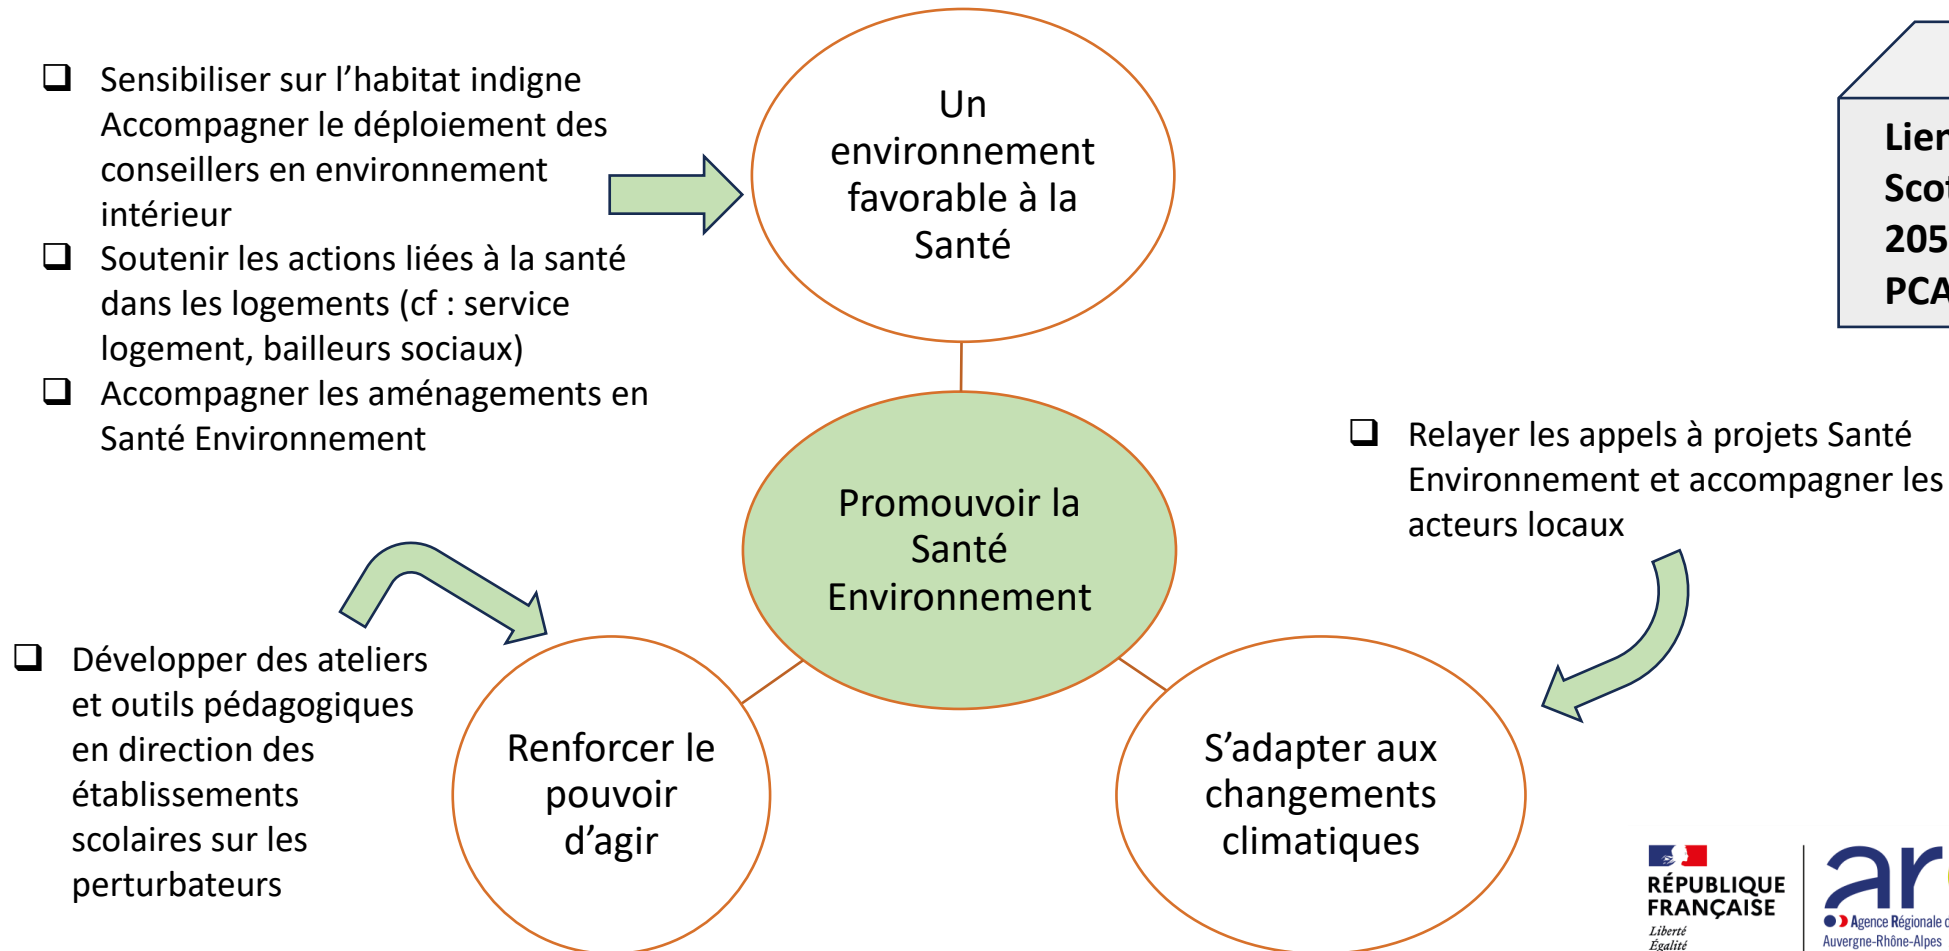 Sensibiliser sur l’habitat indigne
Accompagner le déploiement des
conseillers en environnement
intérieur
Soutenir les actions liées à la santé
dans les logements (cf : service
logement, bailleurs sociaux)
Accompagner les aménagements en
Santé Environnement
Un
environnement
favorable à la
Santé
Promouvoir la
Santé
Environnement
Relayer les appels à projets Santé
Environnement et accompagner les
acteurs locaux
Développer des ateliers
et outils pédagogiques
en direction des
établissements
scolaires sur les
perturbateurs
Renforcer le
pouvoir
d’agir
S’adapter aux
changements
climatiques
RÉPUBLIQUE
FRANÇAISE
Liberté
Égalité
Agence Régionale
Auvergne-Rhône-Alpes